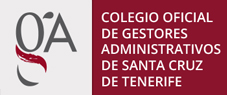 gA
COLEGIO OFICIAL
DE GESTORES
ADMINISTRATIVOS
DE SANTA CRUZ
DE TENERIFE